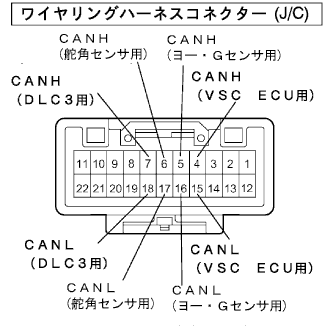 ワイヤリングハーネスコネクター (J/C)
ＣＡＮＨ
(舵角センサ用)
ＣＡＮＨ
(ヨー・Gセンサ用)
ＣＡＮＨ
(ＤＬＣ３用)
ＣＡＮＨ
(ＶＳＣ　ＥＣＵ用)
11 10 9 8 7 6 5 4 3 2 1
22 21 20 19 18 17 16 15 14 13 12
ＣＡＮＬ
(ＤＬＣ３用)
ＣＡＮＬ
(ＶＳＣ　ＥＣＵ用)
ＣＡＮＬ
(舵角センサ用)
ＣＡＮＬ
(ヨー・Gセンサ用)